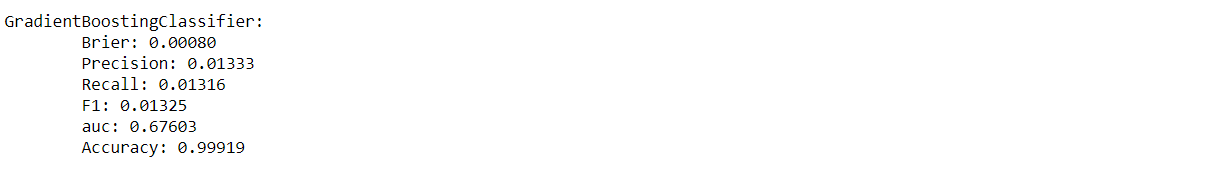 GradientBoostingClassifier:
Brier: 0.00080
Precision: 0.01333
Recall: 0.01316
F1: 0.01325
auc: 0.67603
Accuracy: 0.99919